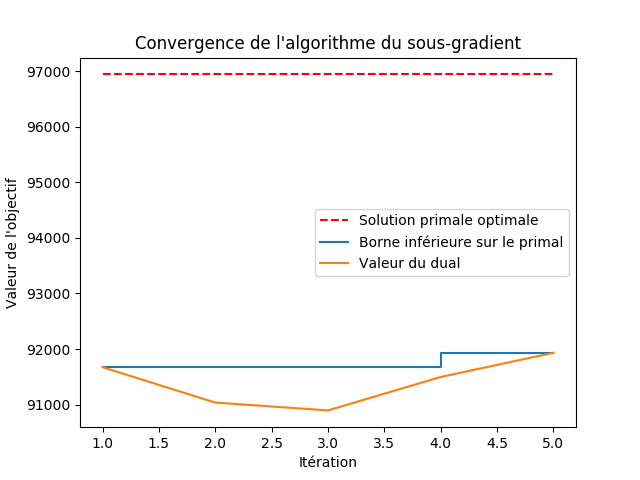 Convergence de l'algorithme du sous-gradient
Valeur de l'objectif
97000
96000
95000
94000
93000
92000
91000
Solution primale optimale
Borne inférieure sur le primal
Valeur du dual
1.0 1.5 2.0 2.5 3.0 3.5 4.0 4.5 5.0
Itération